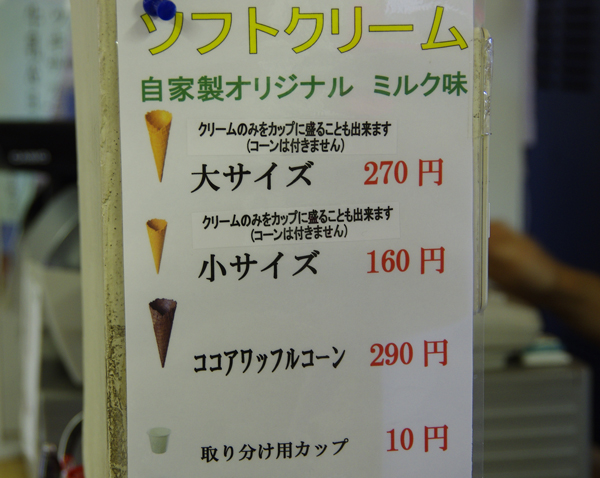 ソフトクリーム
自家製オリジナル ミルク味
クリームのみをカップに盛ることも出来ます
(コーンは付きません)
大サイズ 270円
クリームのみをカップに盛ることも出来ます
(コーンは付きません)
小サイズ 160円
ココアワッフルコーン 290円
取り分け用カップ 10円